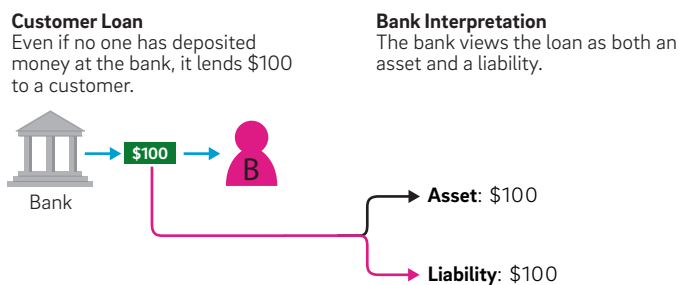 Customer Loan
Even if no one has deposited
money at the bank, it lends $100
to a customer.
Bank Interpretation
The bank views the loan as both an
asset and a liability.
$100
B
Bank
Asset: $100
Liability: $100